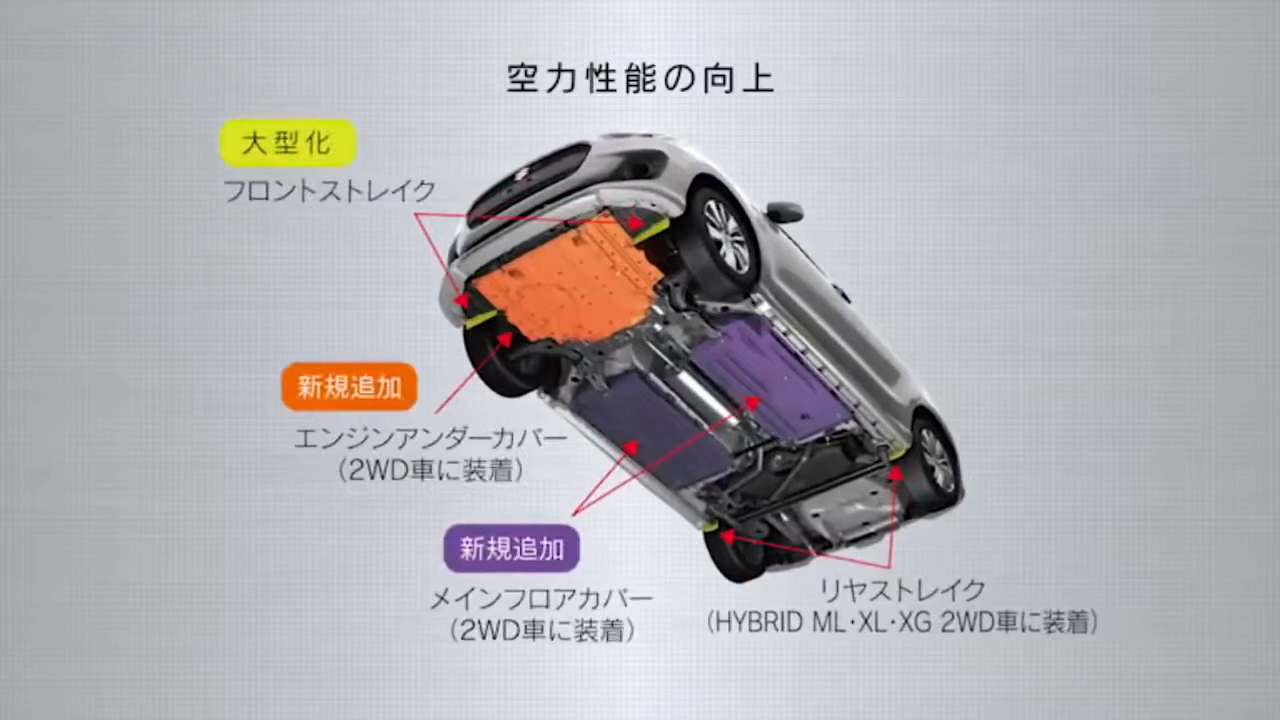 空力性能の向上
大型化
フロントストレイク
新規追加
エンジンアンダーカバー
（2WD車に装着）
新規追加
メインフロアカバー
（2WD車に装着）
リヤストレイク
（HYBRID ML･XL･XG 2WD車に装着）